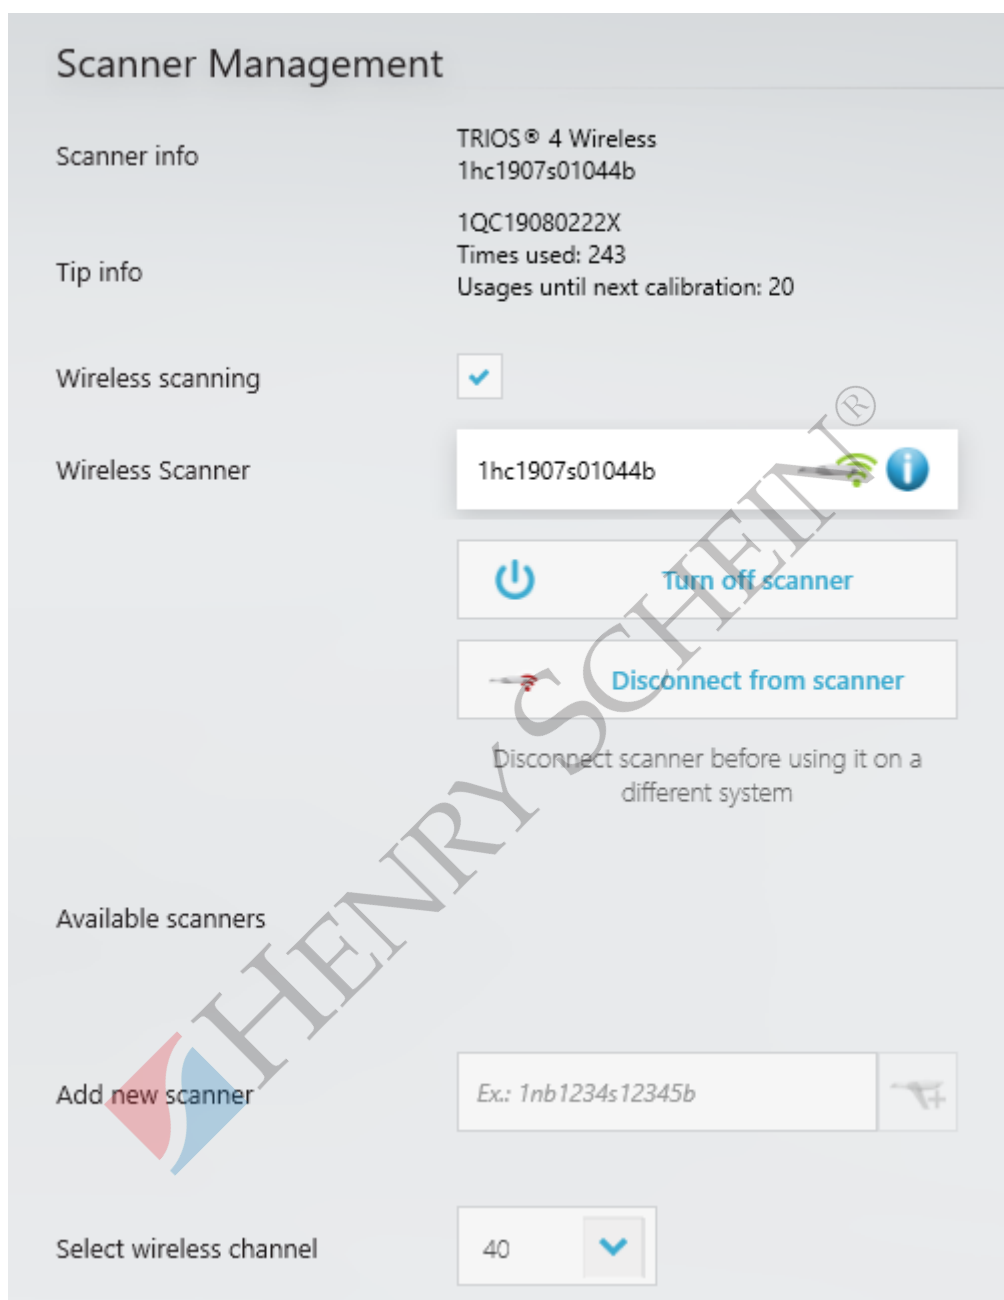 Scanner Management
Scanner info
TRIOS® 4 Wireless
1hc1907s01044b
Tip info
1QC19080222X
Times used: 243
Usages until next calibration: 20
Wireless scanning
Wireless Scanner
1hc1907s01044b
Turn off scanner
Disconnect from scanner
Disconnect scanner before using it on a
different system
Available scanners
Add new scanner
Ex.: 1nb1234s12345b
Select wireless channel
40
HENRY SCHEIN®